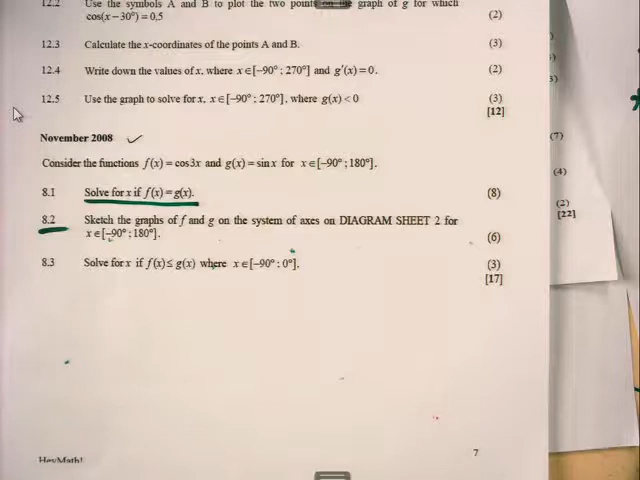 12.2 Use the symbols A and B to plot the two points on the graph of g for which
cos(x−30°)=0,5 (2)
12.3 Calculate the x-coordinates of the points A and B. (3)
12.4 Write down the values of x, where x∈[−90° ; 270°] and g′(x)=0. (2)
12.5 Use the graph to solve for x, x∈[−90° ; 270°], where g(x)<0 (3)
[12]
November 2008
Consider the functions f(x)=cos3x and g(x)=sinx for x∈[−90° ; 180°].
8.1 Solve for x if f(x)=g(x). (8)
8.2 Sketch the graphs of f and g on the system of axes on DIAGRAM SHEET 2 for
x∈[−90° ; 180°]. (6)
8.3 Solve for x if f(x)≤g(x) where x∈[−90° ; 0°]. (3)
[17]
HeyMath!
7
(7)
(4)
(2)
[22]